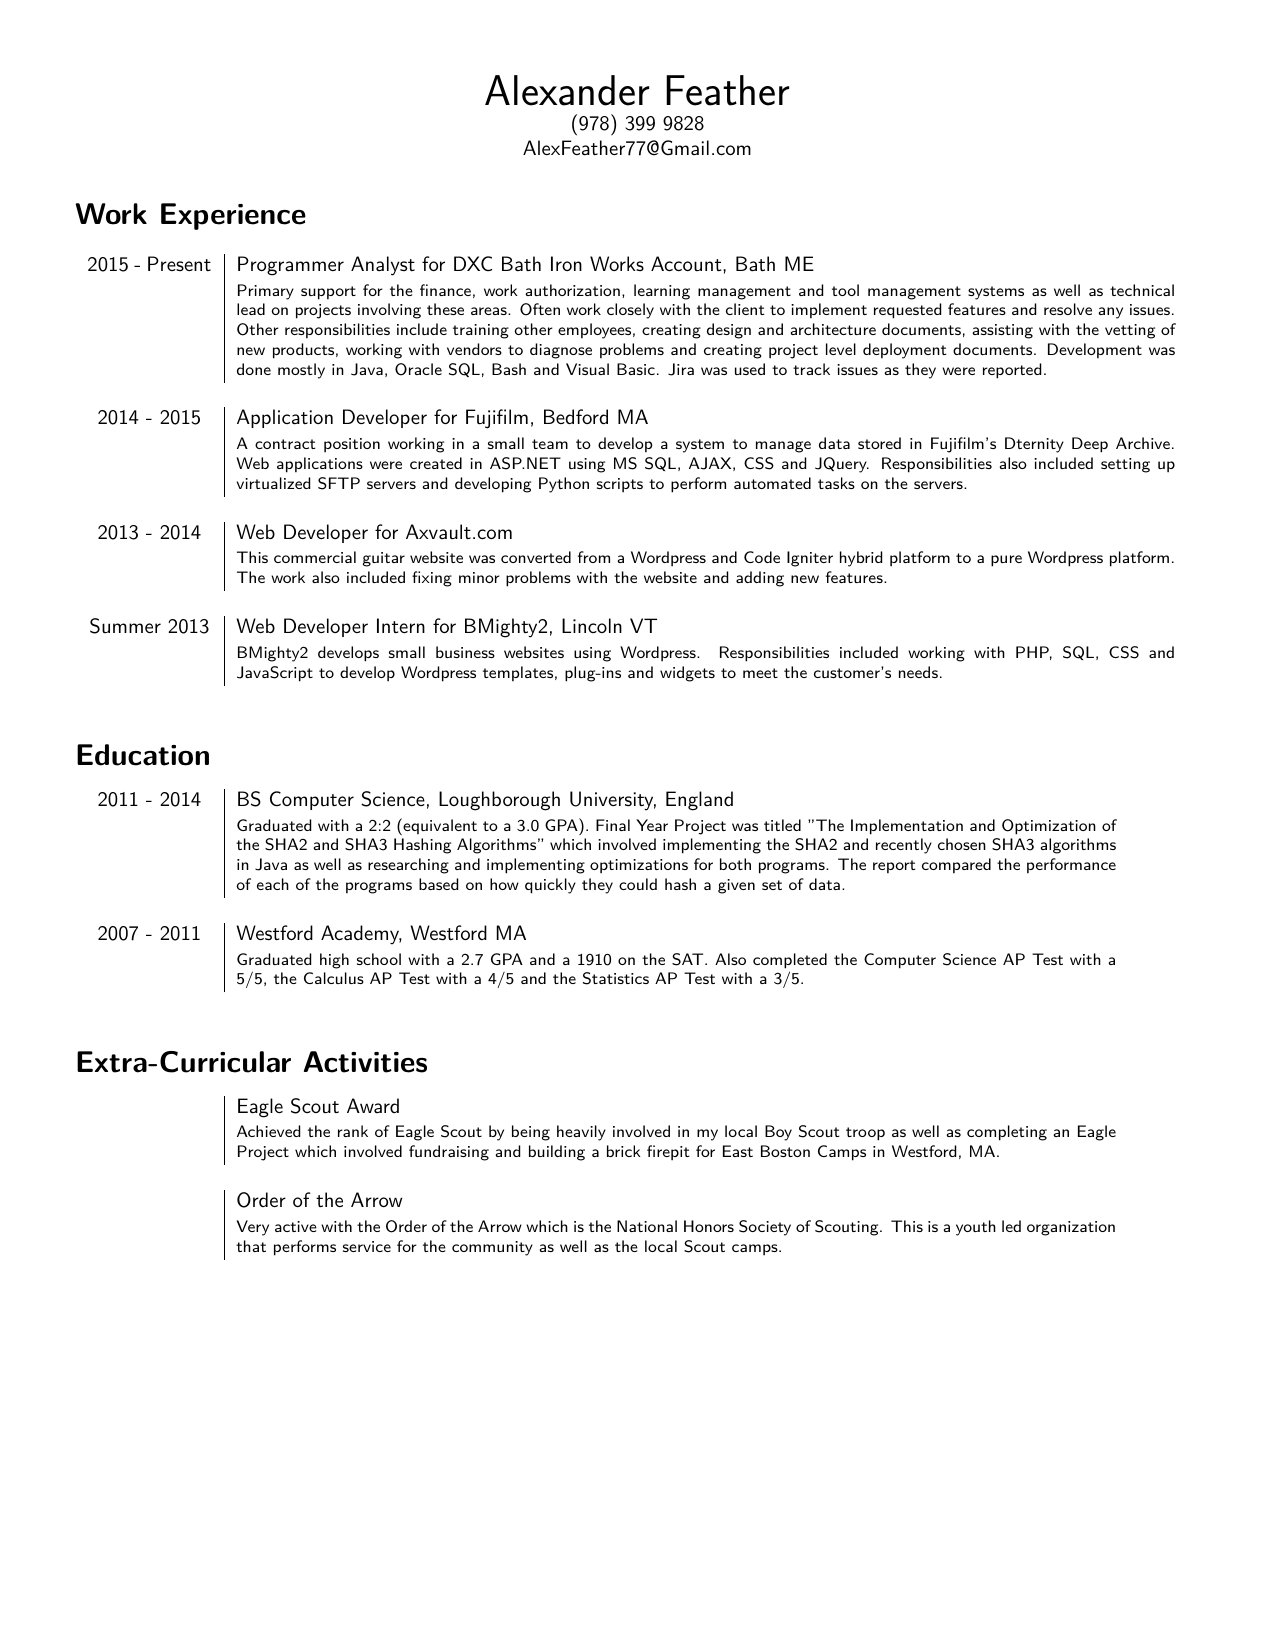 Alexander Feather
(978) 399 9828
AlexFeather77@Gmail.com
Work Experience
2015 - Present
Programmer Analyst for DXC Bath Iron Works Account, Bath ME
Primary support for the finance, work authorization, learning management and tool management systems as well as technical
lead on projects involving these areas. Often work closely with the client to implement requested features and resolve any issues.
Other responsibilities include training other employees, creating design and architecture documents, assisting with the vetting of
new products, working with vendors to diagnose problems and creating project level deployment documents. Development was
done mostly in Java, Oracle SQL, Bash and Visual Basic. Jira was used to track issues as they were reported.
2014 - 2015
Application Developer for Fujifilm, Bedford MA
A contract position working in a small team to develop a system to manage data stored in Fujifilm's Dternity Deep Archive.
Web applications were created in ASP.NET using MS SQL, AJAX, CSS and JQuery. Responsibilities also included setting up
virtualized SFTP servers and developing Python scripts to perform automated tasks on the servers.
2013 - 2014
Web Developer for Axvault.com
This commercial guitar website was converted from a Wordpress and Code Igniter hybrid platform to a pure Wordpress platform.
The work also included fixing minor problems with the website and adding new features.
Summer 2013
Web Developer Intern for BMighty2, Lincoln VT
BMighty2 develops small business websites using Wordpress. Responsibilities included working with PHP, SQL, CSS and
JavaScript to develop Wordpress templates, plug-ins and widgets to meet the customer's needs.
Education
2011 - 2014
BS Computer Science, Loughborough University, England
Graduated with a 2:2 (equivalent to a 3.0 GPA). Final Year Project was titled "The Implementation and Optimization of
the SHA2 and SHA3 Hashing Algorithms" which involved implementing the SHA2 and recently chosen SHA3 algorithms
in Java as well as researching and implementing optimizations for both programs. The report compared the performance
of each of the programs based on how quickly they could hash a given set of data.
2007 - 2011
Westford Academy, Westford MA
Graduated high school with a 2.7 GPA and a 1910 on the SAT. Also completed the Computer Science AP Test with a
5/5, the Calculus AP Test with a 4/5 and the Statistics AP Test with a 3/5.
Extra-Curricular Activities
Eagle Scout Award
Achieved the rank of Eagle Scout by being heavily involved in my local Boy Scout troop as well as completing an Eagle
Project which involved fundraising and building a brick firepit for East Boston Camps in Westford, MA.
Order of the Arrow
Very active with the Order of the Arrow which is the National Honors Society of Scouting. This is a youth led organization
that performs service for the community as well as the local Scout camps.